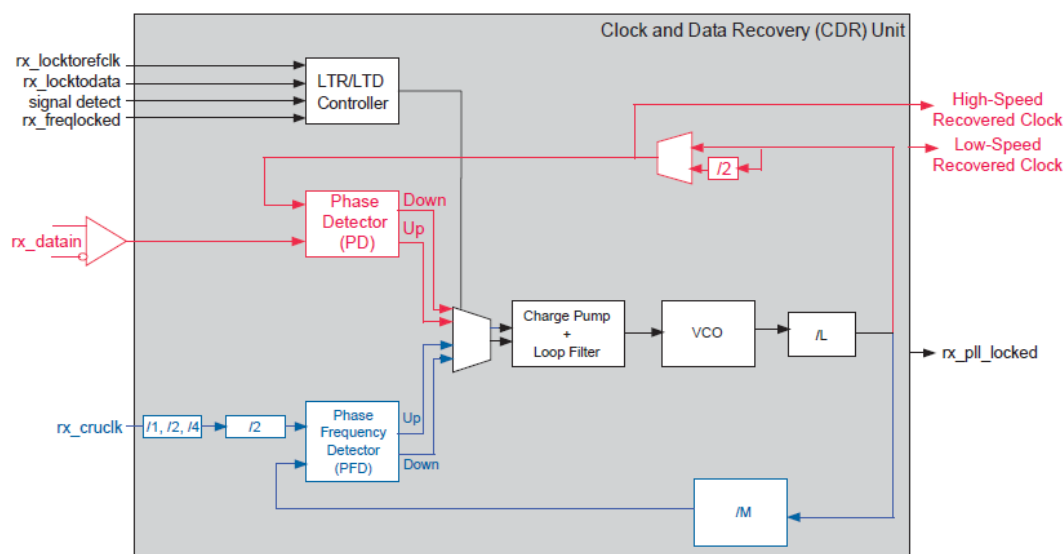 Clock and Data Recovery (CDR) Unit
rx_locktorefclk
rx_locktodata
signal detect
rx_freqlocked
LTR/LTD
Controller
High-Speed
Recovered Clock
Low-Speed
Recovered Clock
/2
Phase
Detector
(PD)
Down
Up
rx_datain
Charge Pump
+
Loop Filter
VCO
/L
rx_pll_locked
rx_cruclk
/1, /2, /4
/2
Phase
Frequency
Detector
(PFD)
Up
Down
/M